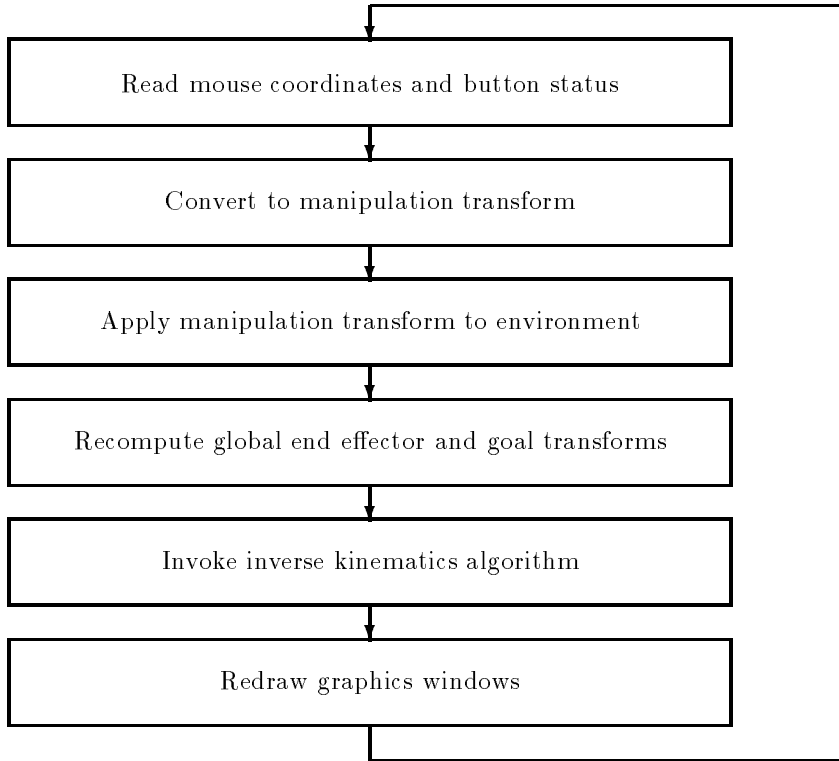 Read mouse coordinates and button status
Convert to manipulation transform
Apply manipulation transform to environment
Recompute global end effector and goal transforms
Invoke inverse kinematics algorithm
Redraw graphics windows